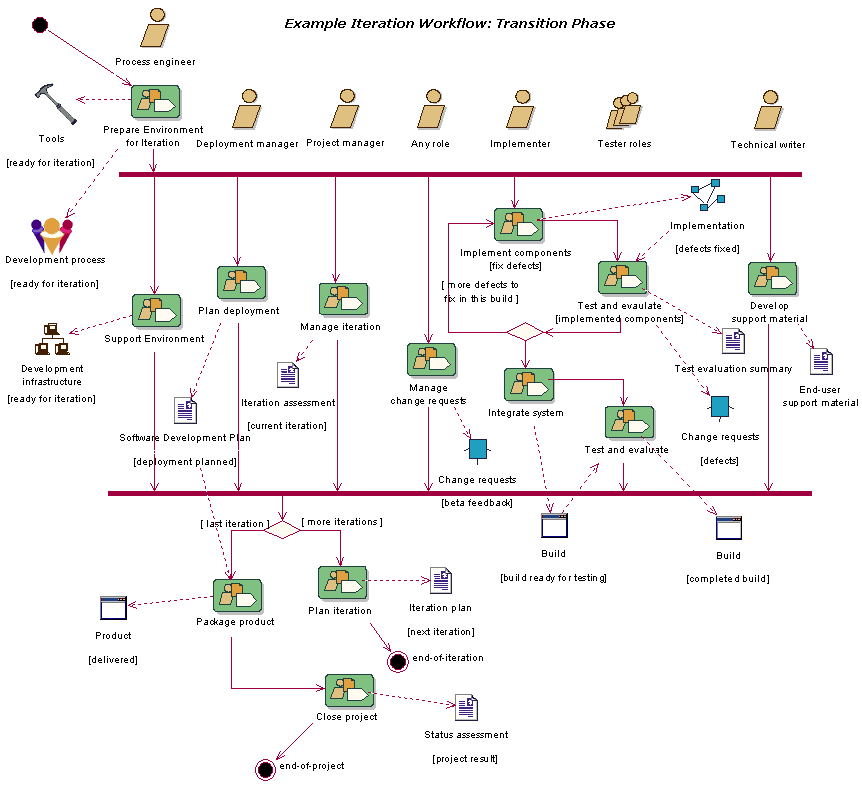 Example Iteration Workflow: Transition Phase
Process engineer
Tools
[ready for iteration]
Prepare Environment
for Iteration
Deployment manager
Project manager
Any role
Implementer
Tester roles
Technical writer
Development process
[ready for iteration]
Implement components
[fix defects]
Implementation
[defects fixed]
[ more defects to
fix in this build ]
Support Environment
Plan deployment
Manage iteration
Test and evaulate
[implemented components]
Develop
support material
Development
infrastructure
[ready for iteration]
Iteration assessment
[current iteration]
Manage
change requests
Integrate system
Test evaluation summary
End-user
support material
Software Development Plan
[deployment planned]
Change requests
[beta feedback]
Test and evaluate
Change requests
[defects]
[ last iteration ]
[ more iterations ]
Build
[build ready for testing]
Build
[completed build]
Product
[delivered]
Package product
Plan iteration
Iteration plan
[next iteration]
end-of-iteration
Close project
Status assessment
[project result]
end-of-project